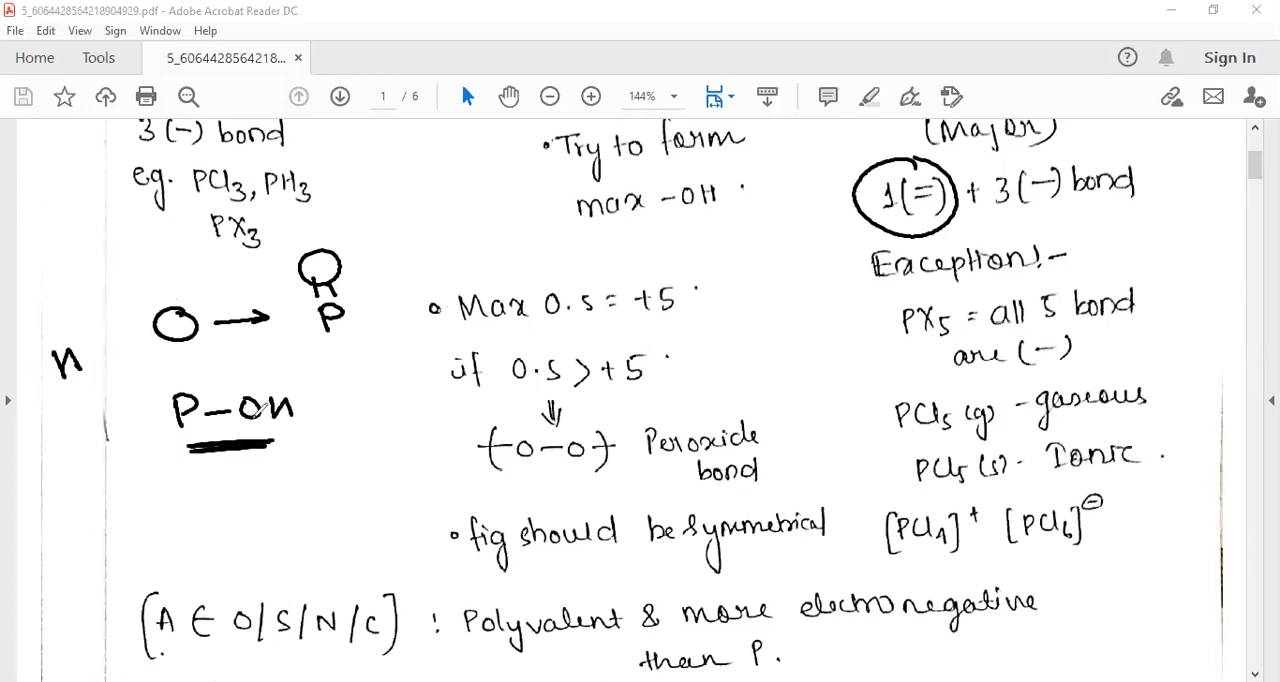 5_6064428564218904929.pdf - Adobe Acrobat Reader DC
File Edit View Sign Window Help
Home Tools 5_6064428564218... × Sign In
1 / 6 144%
3 (-) bond
eg. PCl3, PH3
PX3
O → P
O
H
P-OH
• Try to form
max -OH
• Max O.S = +5
if O.S > +5
⇓
(-O-O-) Peroxide
bond
• fig should be symmetrical
(Major)
1(=) + 3(-) bond
Exception:-
PX5 = all 5 bond
are (-)
PCl5 (g) - gaseous
PCl5 (s) - Ionic.
[PCl4]+ [PCl6]⊖
[A ∈ O/S/N/C] : Polyvalent & more electronegative
than P.